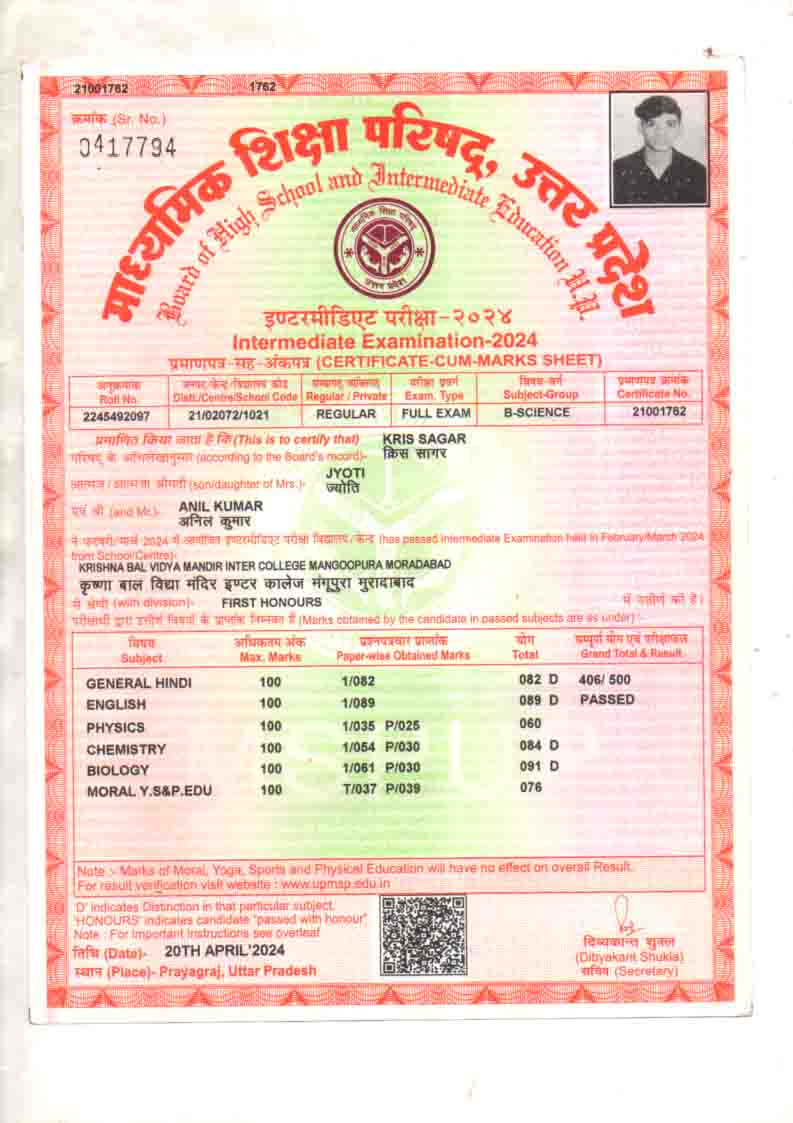 21001762 1762
क्रमांक (Sr. No.)
0417794
माध्यमिक शिक्षा परिषद्, उत्तर प्रदेश
Board of High School and Intermediate Education U.P.
माध्यमिक शिक्षा परिषद्
उत्तर प्रदेश
इण्टरमीडिएट परीक्षा-२०२४
Intermediate Examination-2024
प्रमाणपत्र-सह-अंकपत्र (CERTIFICATE-CUM-MARKS SHEET)
अनुक्रमांक जनपद/केन्द्र/विद्यालय कोड संस्थागत/व्यक्तिगत परीक्षा प्रवर्ग विषय-वर्ग प्रमाणपत्र क्रमांक
Roll No. Distt./Centre/School Code Regular / Private Exam. Type Subject-Group Certificate No.
2245492097 21/02072/1021 REGULAR FULL EXAM B-SCIENCE 21001762
प्रमाणित किया जाता है कि (This is to certify that) KRIS SAGAR
परिषद् के अभिलेखानुसार (according to the Board's record)- क्रिस सागर
JYOTI
आत्मज / आत्मजा श्रीमती (son/daughter of Mrs.)- ज्योति
एवं श्री (and Mr.)- ANIL KUMAR
अनिल कुमार
ने फरवरी/मार्च 2024 में आयोजित इण्टरमीडिएट परीक्षा विद्यालय/केन्द्र (has passed Intermediate Examination held in February/March 2024
from School/Centre)-
KRISHNA BAL VIDYA MANDIR INTER COLLEGE MANGOOPURA MORADABAD
कृष्णा बाल विद्या मंदिर इण्टर कालेज मंगूपुरा मुरादाबाद
में श्रेणी (with division)- FIRST HONOURS में उत्तीर्ण की है।
परीक्षार्थी द्वारा उत्तीर्ण विषयों के प्राप्तांक निम्नवत हैं (Marks obtained by the candidate in passed subjects are as under) :-
विषय अधिकतम अंक प्रश्नपत्रवार प्राप्तांक योग सम्पूर्ण योग एवं परीक्षाफल
Subject Max. Marks Paper-wise Obtained Marks Total Grand Total & Result
GENERAL HINDI 100 1/082 082 D 406/ 500
ENGLISH 100 1/089 089 D PASSED
PHYSICS 100 1/035 P/025 060
CHEMISTRY 100 1/054 P/030 084 D
BIOLOGY 100 1/061 P/030 091 D
MORAL Y.S&P.EDU 100 T/037 P/039 076
Note :- Marks of Moral, Yoga, Sports and Physical Education will have no effect on overall Result.
For result verification visit website : www.upmsp.edu.in
'D' indicates Distinction in that particular subject.
'HONOURS' indicates candidate "passed with honour"
Note : For Important Instructions see overleaf
तिथि (Date)- 20TH APRIL'2024
स्थान (Place)- Prayagraj, Uttar Pradesh
दिव्यकान्त शुक्ल
(Dibyakant Shukla)
सचिव (Secretary)